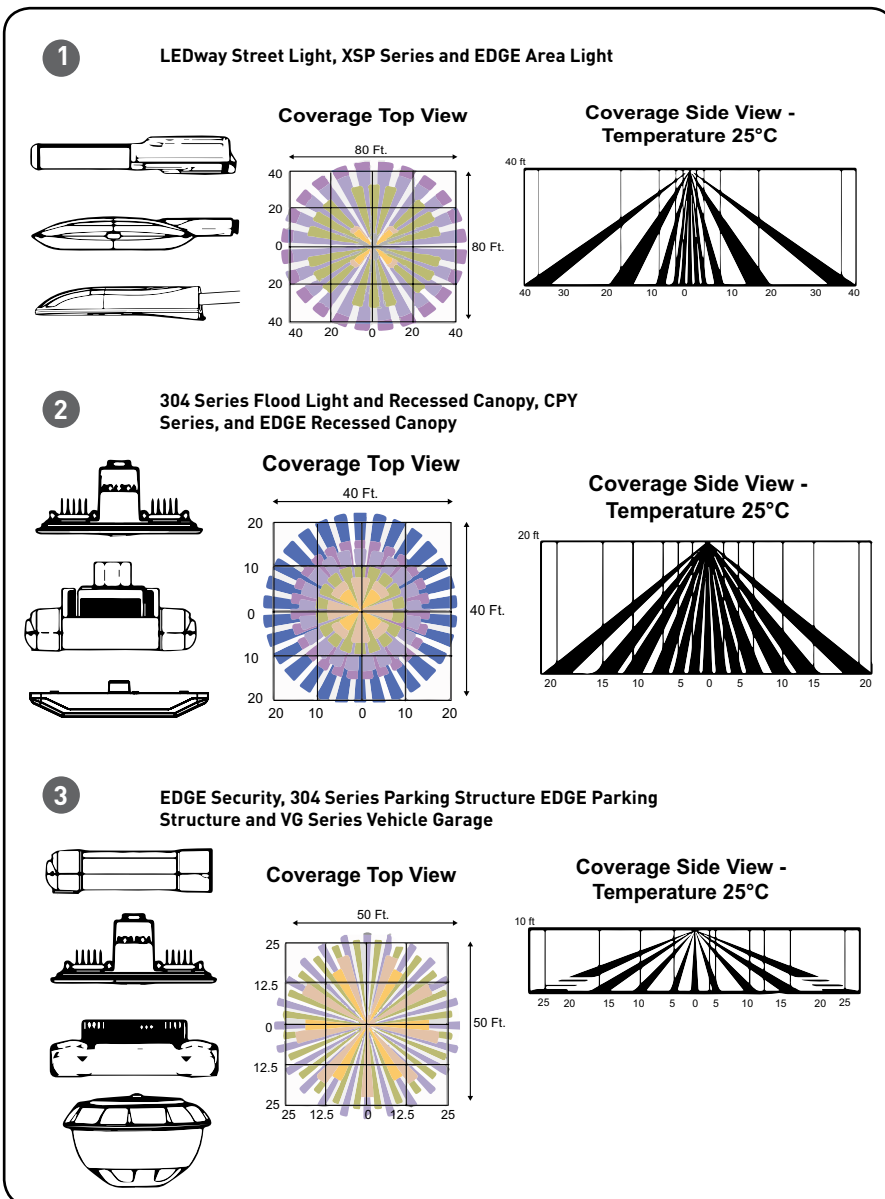 1
LEDway Street Light, XSP Series and EDGE Area Light
Coverage Top View
80 Ft.
40
20
0
20
40
40 20 0 20 40
80 Ft.
Coverage Side View -
Temperature 25°C
40 ft
40 30 20 10 0 10 20 30 40
2
304 Series Flood Light and Recessed Canopy, CPY
Series, and EDGE Recessed Canopy
Coverage Top View
40 Ft.
20
10
0
10
20
20 10 0 10 20
40 Ft.
Coverage Side View -
Temperature 25°C
20 ft
20 15 10 5 0 5 10 15 20
3
EDGE Security, 304 Series Parking Structure EDGE Parking
Structure and VG Series Vehicle Garage
Coverage Top View
50 Ft.
25
12.5
0
12.5
25
25 12.5 0 12.5 25
50 Ft.
Coverage Side View -
Temperature 25°C
10 ft
25 20 15 10 5 0 5 10 15 20 25